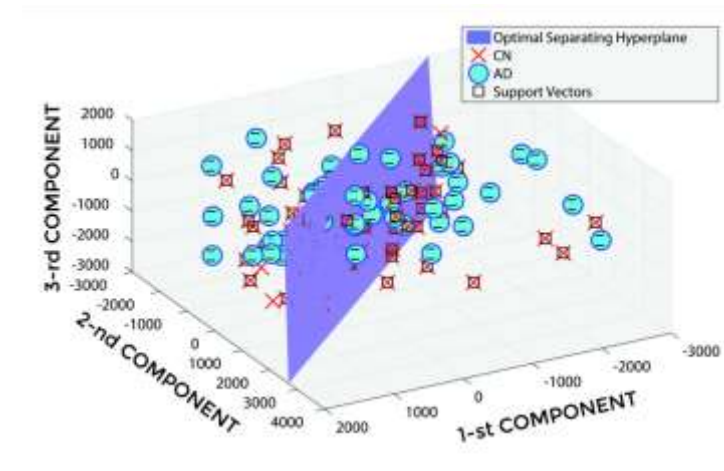 Optimal Separating Hyperplane
CN
AD
Support Vectors
3-rd COMPONENT
2000
1000
0
-1000
-2000
-3000
-3000
-2000
-1000
0
1000
2000
3000
4000
2-nd COMPONENT
2000
1000
0
-1000
-2000
-3000
1-st COMPONENT